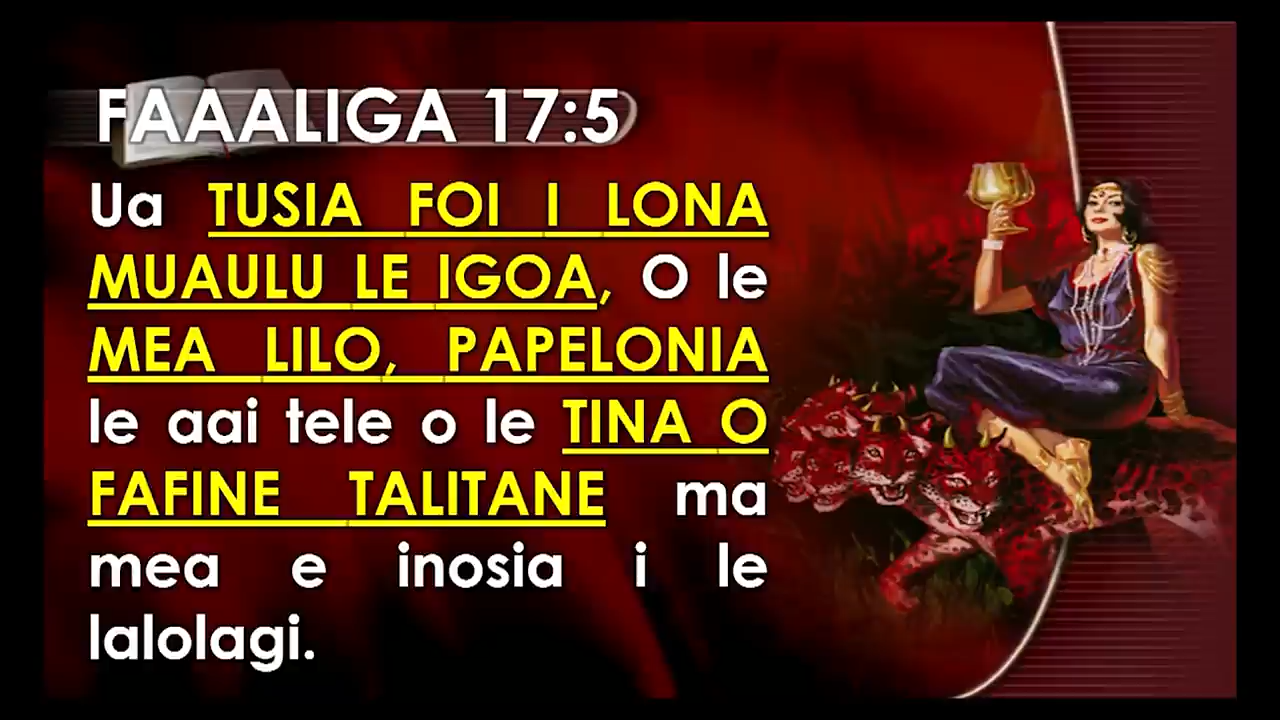 FAAALIGA 17:5
Ua TUSIA FOI I LONA
MUAULU LE IGOA, O le
MEA LILO, PAPELONIA
le aai tele o le TINA O
FAFINE TALITANE ma
mea e inosia i le
lalolagi.